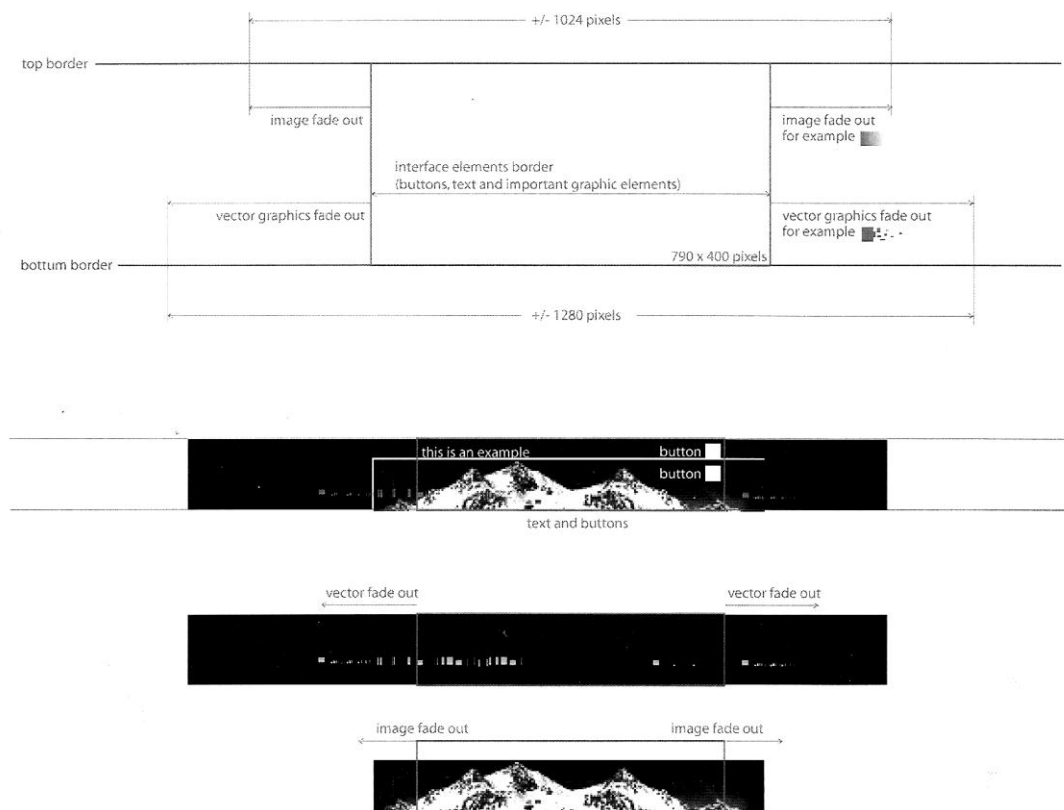 +/- 1024 pixels
top border
image fade out
image fade out
for example
interface elements border
(buttons, text and important graphic elements)
vector graphics fade out
vector graphics fade out
for example
790 x 400 pixels
bottum border
+/- 1280 pixels
this is an example
button
button
text and buttons
vector fade out
vector fade out
image fade out
image fade out